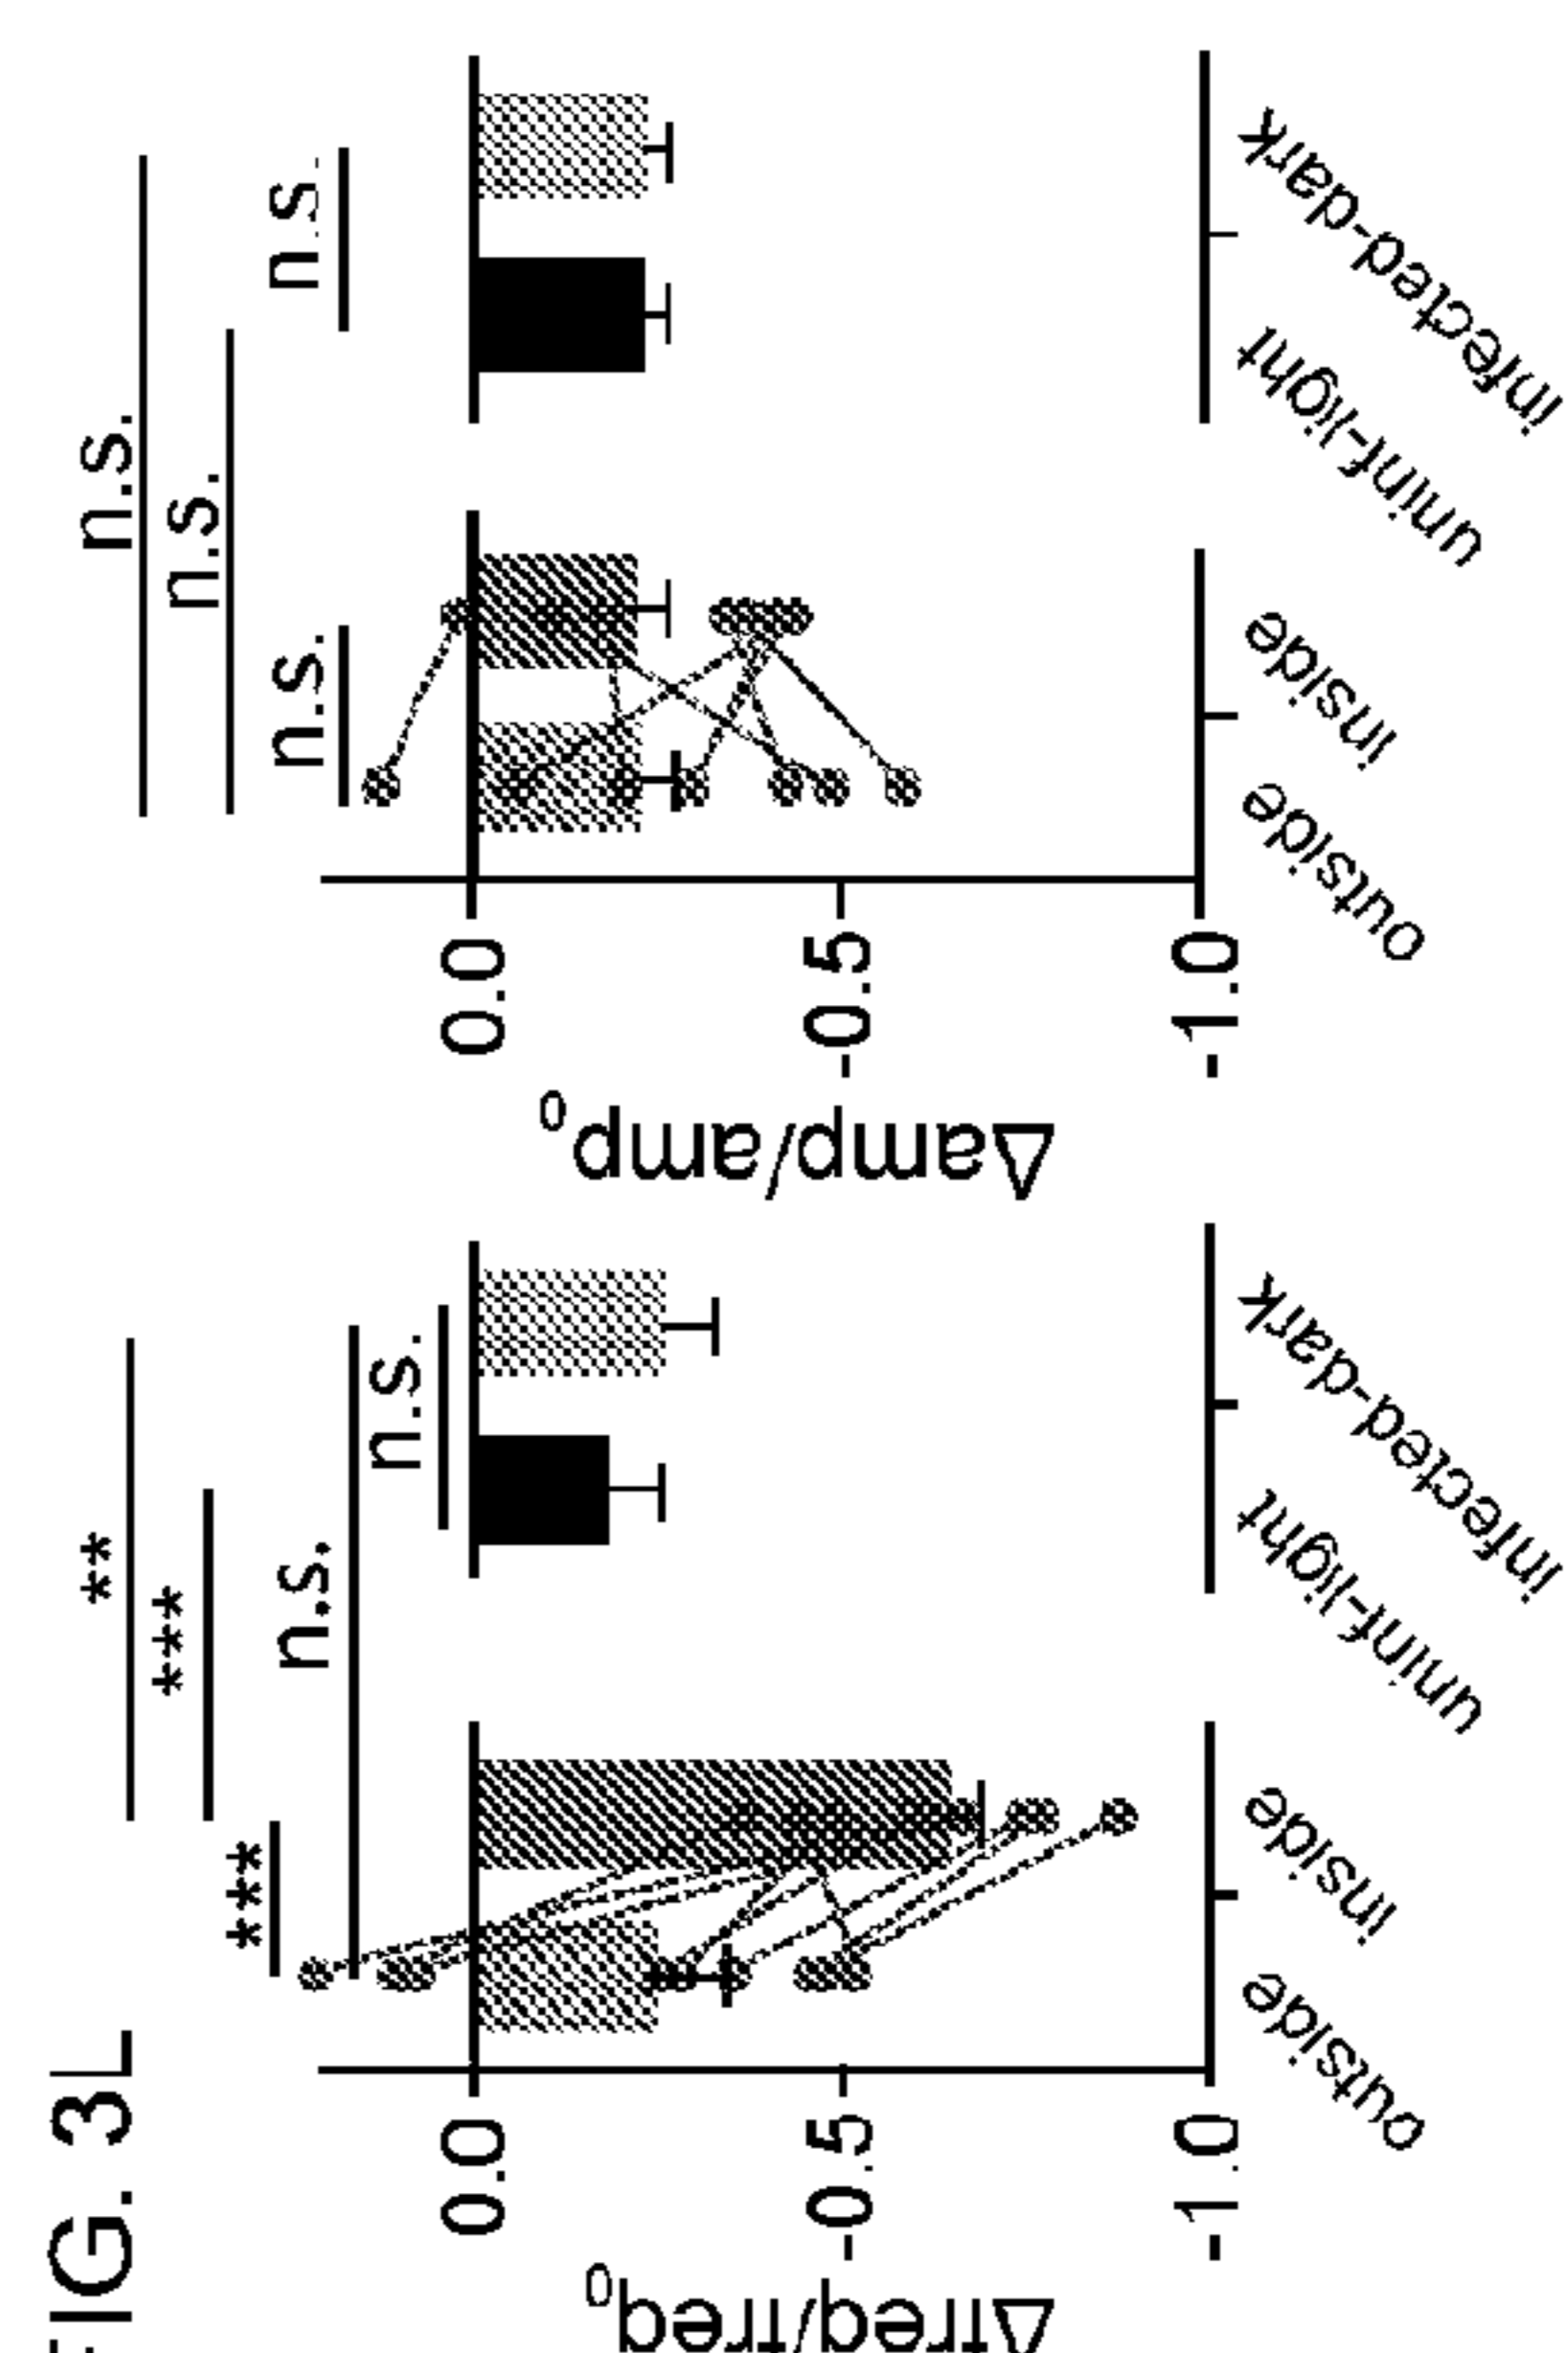 FIG. 3L
**
***
***
n.s.
n.s.
0.0
-0.5
-1.0
Δfreq/freq0
outside
inside
uninf-light
infected-dark
n.s.
n.s.
n.s.
n.s.
0.0
-0.5
-1.0
Δamp/amp0
outside
inside
uninf-light
infected-dark